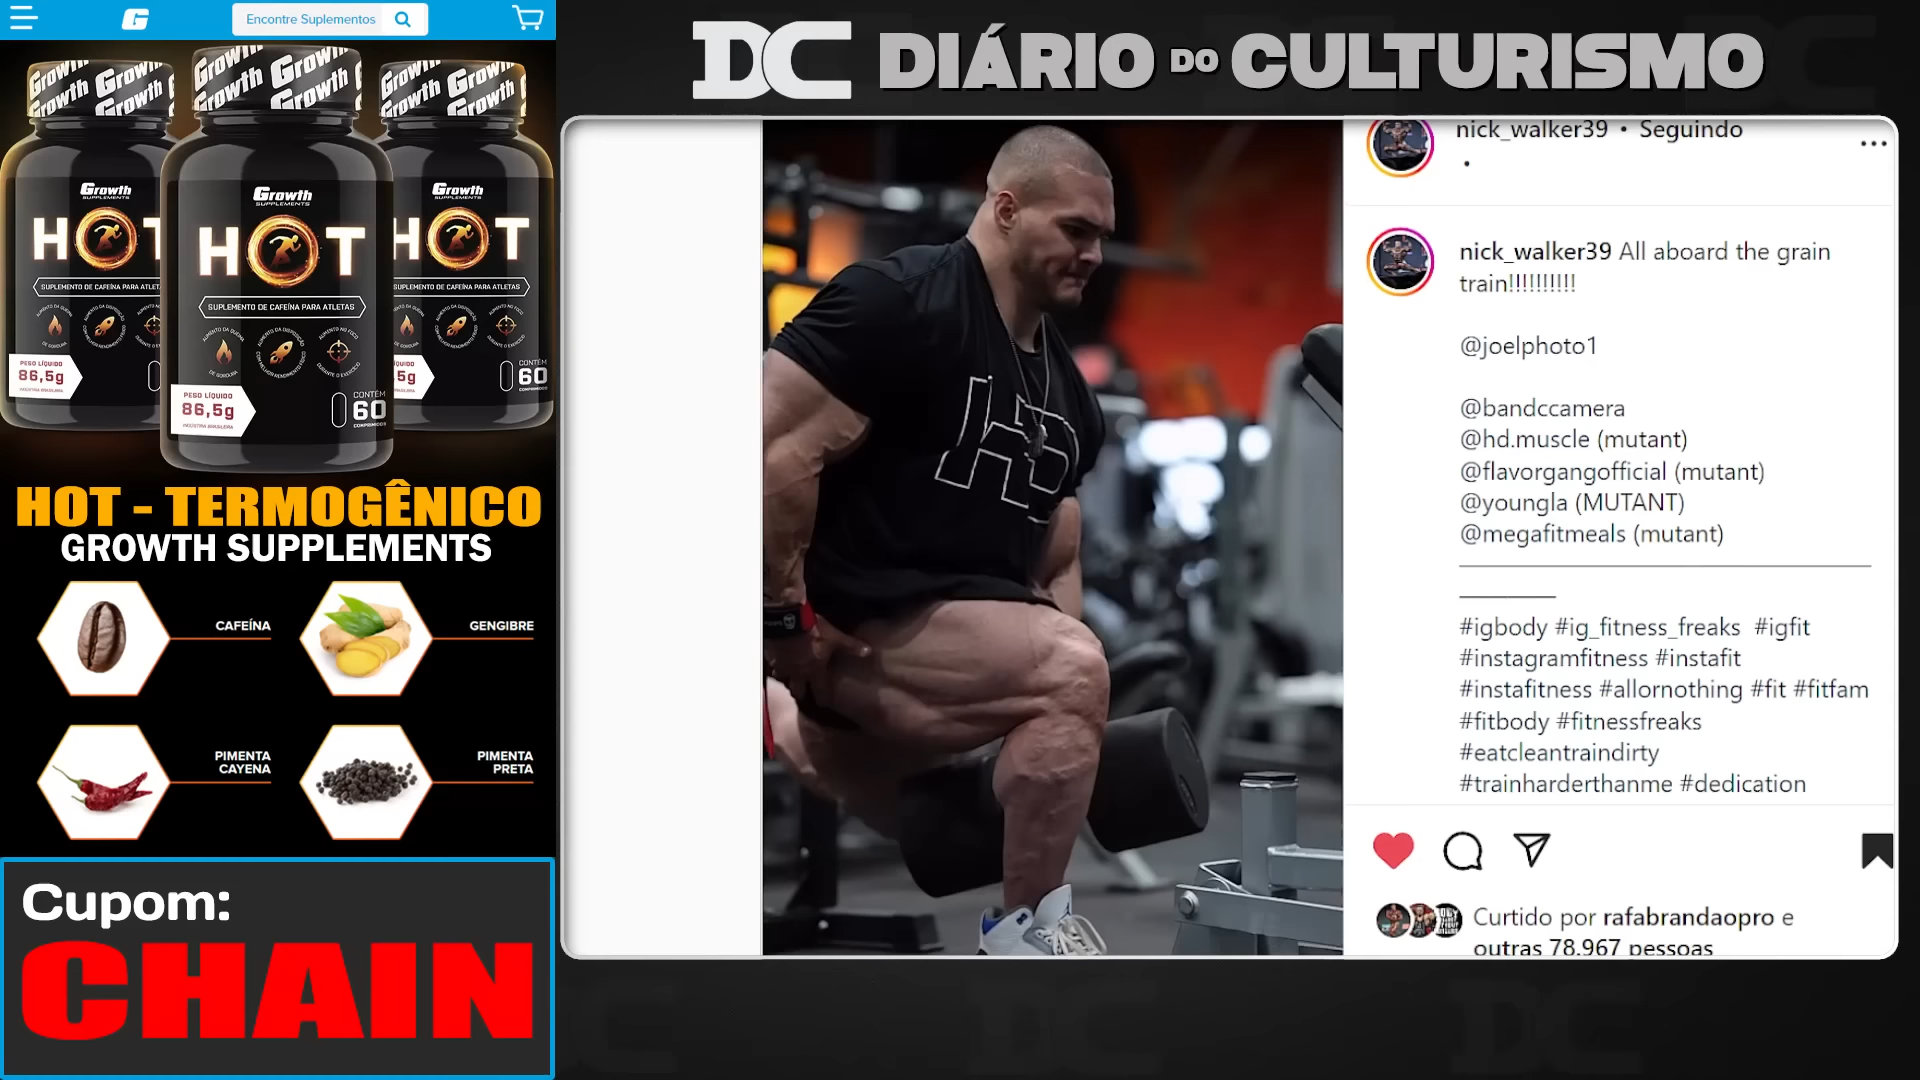 G
Encontre Suplementos
Growth
SUPPLEMENTS
HOT
SUPLEMENTO DE CAFEÍNA PARA ATLETAS
PESO LÍQUIDO
86,5g
CONTÉM
60
COMPRIMIDOS
HOT - TERMOGÊNICO
GROWTH SUPPLEMENTS
CAFEÍNA
GENGIBRE
PIMENTA
CAYENA
PIMENTA
PRETA
Cupom:
CHAIN
DC DIÁRIO DO CULTURISMO
HD
nick_walker39 • Seguindo
•
nick_walker39 All aboard the grain
train!!!!!!!!!!
@joelphoto1
@bandccamera
@hd.muscle (mutant)
@flavorgangofficial (mutant)
@youngla (MUTANT)
@megafitmeals (mutant)
#igbody #ig_fitness_freaks #igfit
#instagramfitness #instafit
#instafitness #allornothing #fit #fitfam
#fitbody #fitnessfreaks
#eatcleantraindirty
#trainharderthanme #dedication
Curtido por rafabrandaopro e
outras 78.967 pessoas